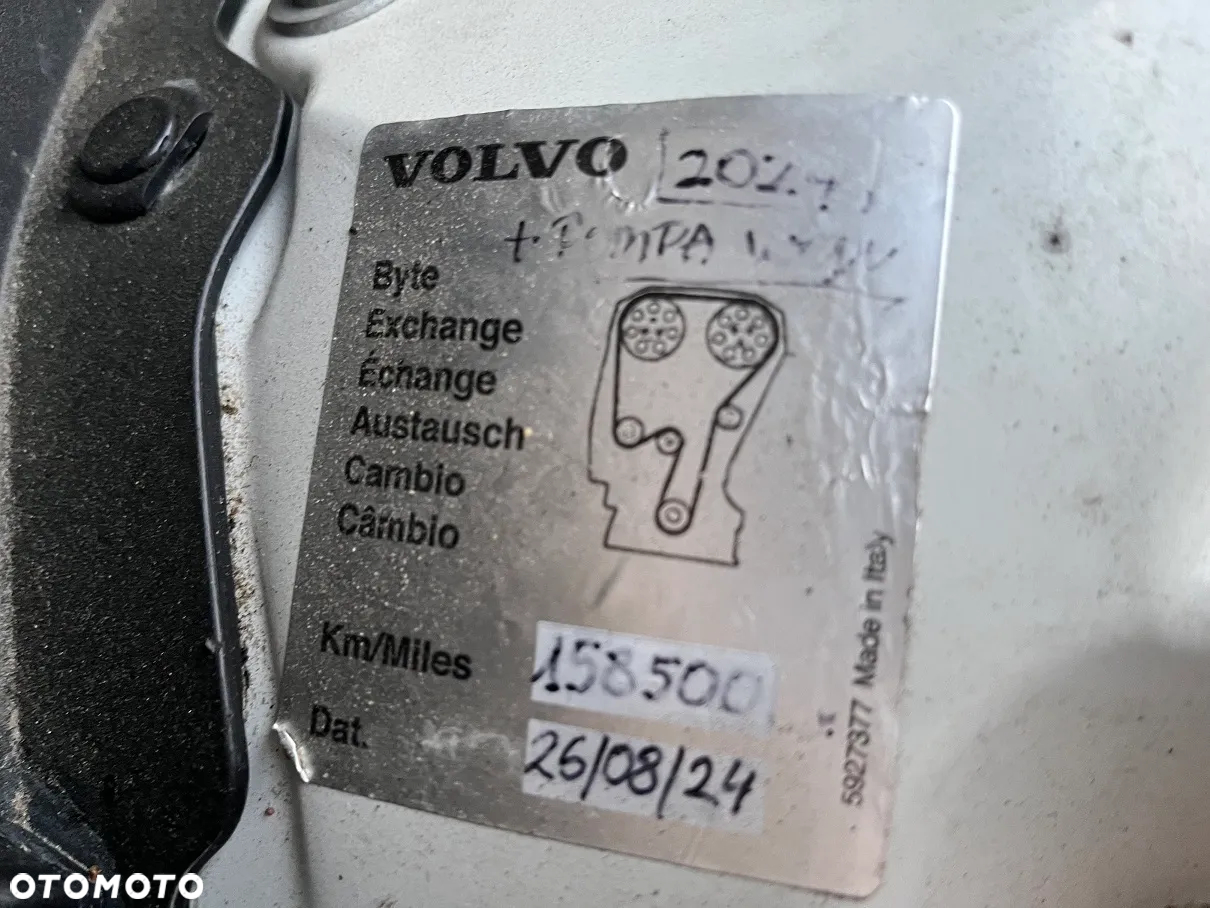 VOLVO 2024
+ POMPA
Byte
Exchange
Échange
Austausch
Cambio
Câmbio
Km/Miles 158500
Dat. 26/08/24
5927377 Made in Italy
OTOMOTO